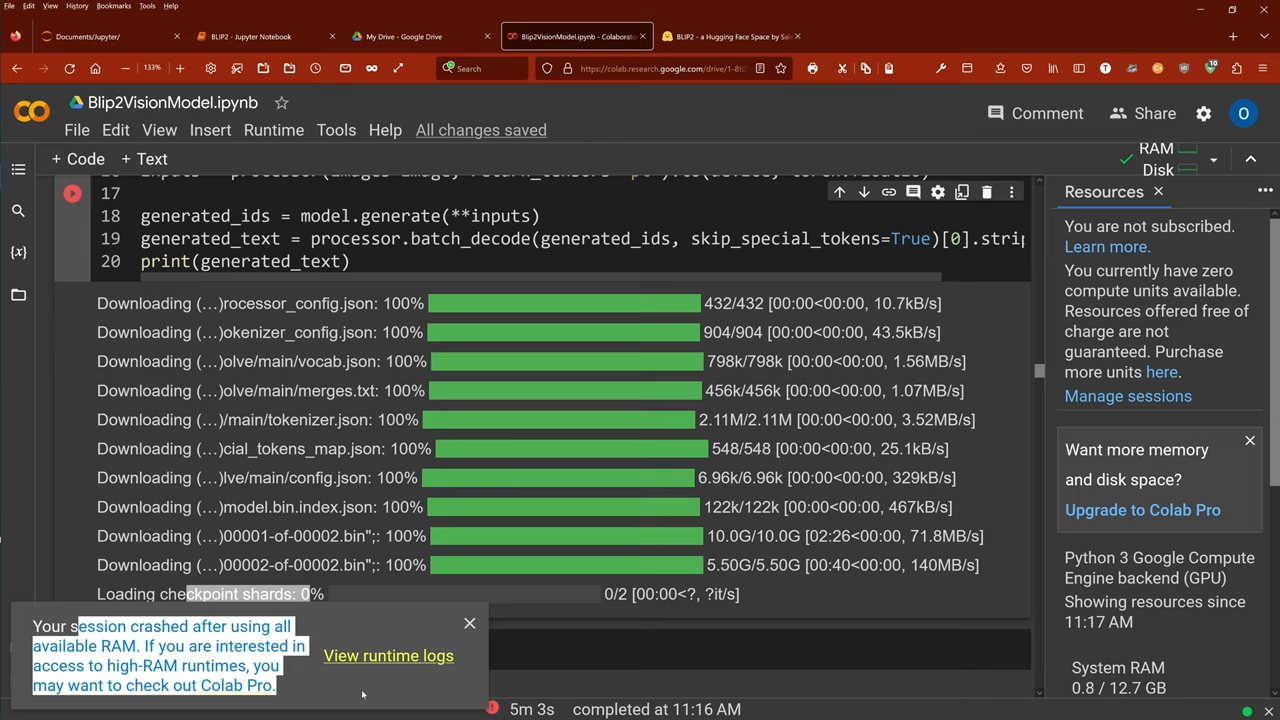 File Edit View History Bookmarks Tools Help
Documents/Jupyter/
BLIP2 - Jupyter Notebook
My Drive - Google Drive
Blip2VisionModel.ipynb - Colaborato
BLIP2 - a Hugging Face Space by Sal
133%
Search
https://colab.research.google.com/drive/1-8t
10
Blip2VisionModel.ipynb
Comment
Share
O
File Edit View Insert Runtime Tools Help All changes saved
+ Code + Text
RAM
Disk
17
18 generated_ids = model.generate(**inputs)
19 generated_text = processor.batch_decode(generated_ids, skip_special_tokens=True)[0].strip
20 print(generated_text)
Downloading (…)rocessor_config.json: 100% 432/432 [00:00<00:00, 10.7kB/s]
Downloading (…)okenizer_config.json: 100% 904/904 [00:00<00:00, 43.5kB/s]
Downloading (…)olve/main/vocab.json: 100% 798k/798k [00:00<00:00, 1.56MB/s]
Downloading (…)olve/main/merges.txt: 100% 456k/456k [00:00<00:00, 1.07MB/s]
Downloading (…)/main/tokenizer.json: 100% 2.11M/2.11M [00:00<00:00, 3.52MB/s]
Downloading (…)cial_tokens_map.json: 100% 548/548 [00:00<00:00, 25.1kB/s]
Downloading (…)lve/main/config.json: 100% 6.96k/6.96k [00:00<00:00, 329kB/s]
Downloading (…)model.bin.index.json: 100% 122k/122k [00:00<00:00, 467kB/s]
Downloading (…)00001-of-00002.bin";: 100% 10.0G/10.0G [02:26<00:00, 71.8MB/s]
Downloading (…)00002-of-00002.bin";: 100% 5.50G/5.50G [00:40<00:00, 140MB/s]
Loading checkpoint shards: 0% 0/2 [00:00<?, ?it/s]
Your session crashed after using all
available RAM. If you are interested in
access to high-RAM runtimes, you
may want to check out Colab Pro.
View runtime logs
5m 3s completed at 11:16 AM
Resources
You are not subscribed.
Learn more.
You currently have zero
compute units available.
Resources offered free of
charge are not
guaranteed. Purchase
more units here.
Manage sessions
Want more memory
and disk space?
Upgrade to Colab Pro
Python 3 Google Compute
Engine backend (GPU)
Showing resources since
11:17 AM
System RAM
0.8 / 12.7 GB